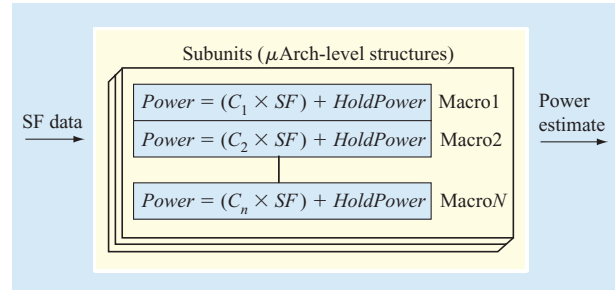 Subunits (μArch-level structures)
SF data
Power = (C₁ × SF) + HoldPower Macro1
Power = (C₂ × SF) + HoldPower Macro2
Power = (Cₙ × SF) + HoldPower MacroN
Power
estimate